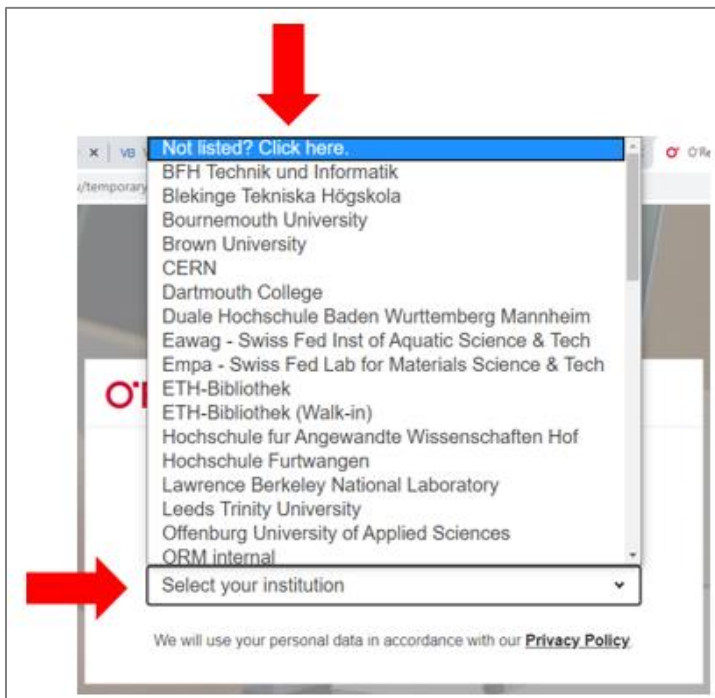 Not listed? Click here.
× VB
O'Re
/temporary
BFH Technik und Informatik
Blekinge Tekniska Högskola
Bournemouth University
Brown University
CERN
Dartmouth College
Duale Hochschule Baden Wurttemberg Mannheim
Eawag - Swiss Fed Inst of Aquatic Science & Tech
Empa - Swiss Fed Lab for Materials Science & Tech
ETH-Bibliothek
ETH-Bibliothek (Walk-in)
Hochschule fur Angewandte Wissenschaften Hof
Hochschule Furtwangen
Lawrence Berkeley National Laboratory
Leeds Trinity University
Offenburg University of Applied Sciences
ORM internal
Select your institution
We will use your personal data in accordance with our Privacy Policy